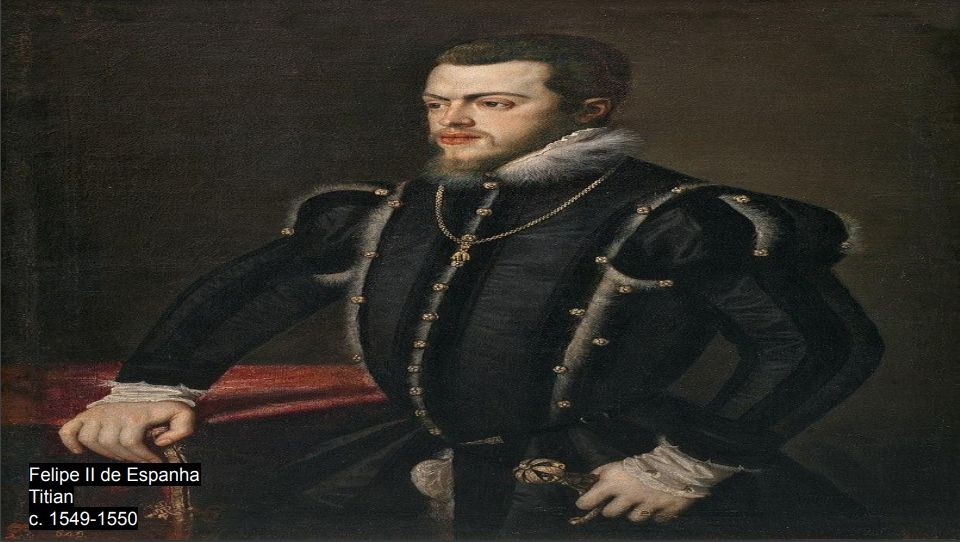 Felipe II de Espanha
Titian
c. 1549-1550